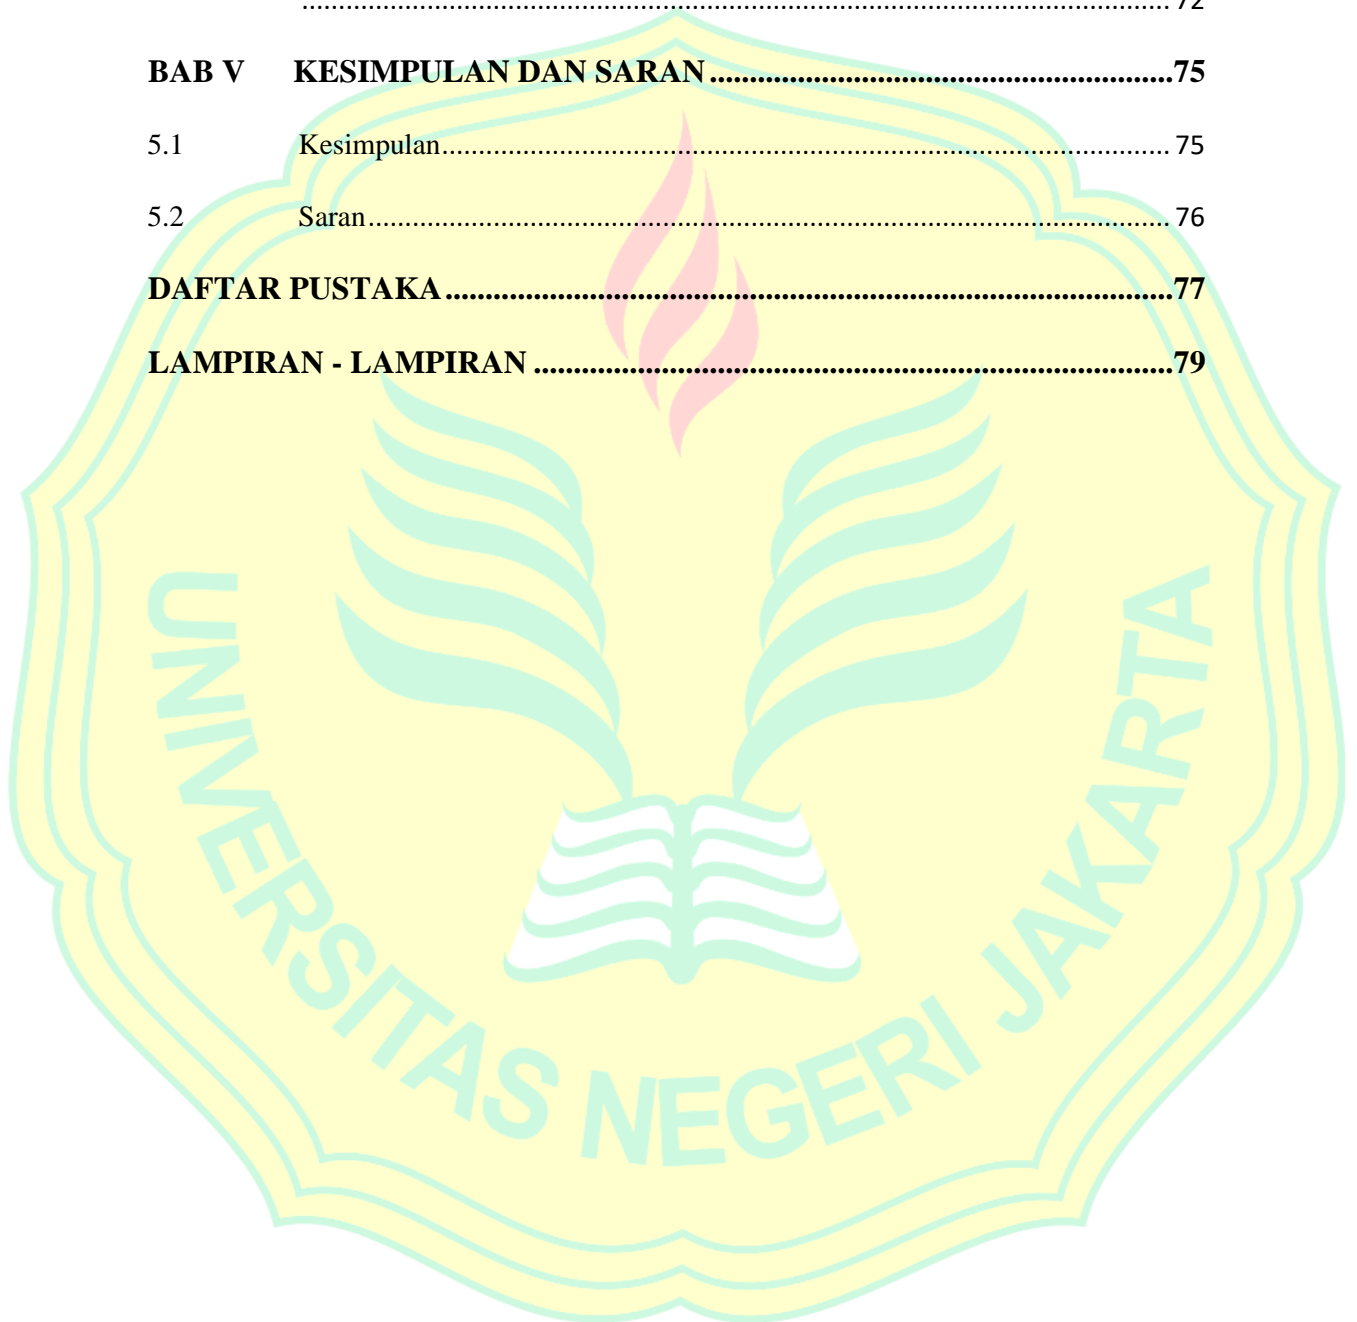 ........................................................................................................................ 72
BAB V KESIMPULAN DAN SARAN..........................................................75
5.1 Kesimpulan.................................................................................................... 75
5.2 Saran.............................................................................................................. 76
DAFTAR PUSTAKA...........................................................................................77
LAMPIRAN - LAMPIRAN................................................................................79
UNIVERSITAS NEGERI JAKARTA